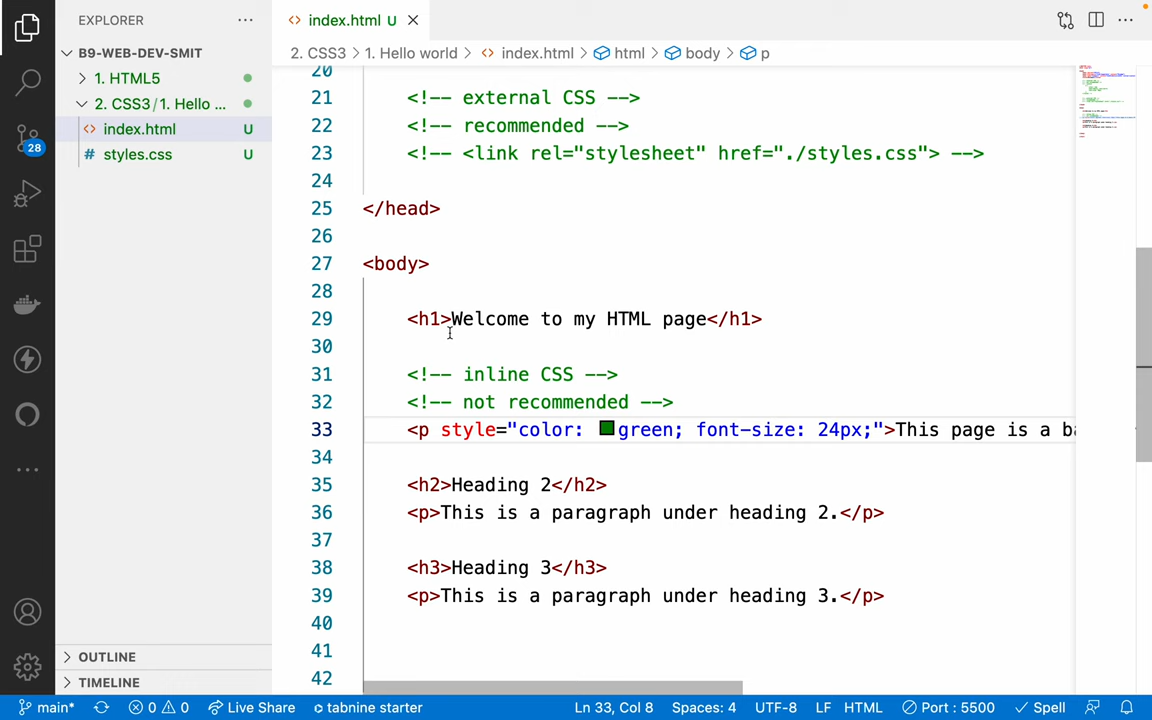 EXPLORER
index.html U
B9-WEB-DEV-SMIT
2. CSS3 > 1. Hello world > index.html > html > body > p
1. HTML5
2. CSS3 / 1. Hello ...
index.html U
# styles.css U
28
20
21 <!-- external CSS -->
22 <!-- recommended -->
23 <!-- <link rel="stylesheet" href="./styles.css"> -->
24
25 </head>
26
27 <body>
28
29 <h1>Welcome to my HTML page</h1>
30
31 <!-- inline CSS -->
32 <!-- not recommended -->
33 <p style="color: green; font-size: 24px;">This page is a ba
34
35 <h2>Heading 2</h2>
36 <p>This is a paragraph under heading 2.</p>
37
38 <h3>Heading 3</h3>
39 <p>This is a paragraph under heading 3.</p>
40
41
42
OUTLINE
TIMELINE
main* 0 0 Live Share tabnine starter Ln 33, Col 8 Spaces: 4 UTF-8 LF HTML Port : 5500 Spell